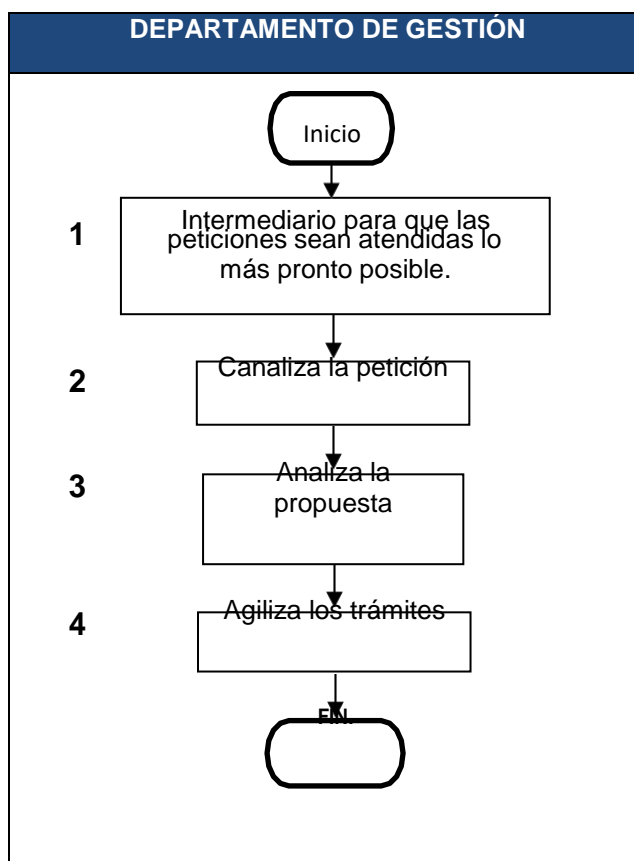 DEPARTAMENTO DE GESTIÓN
Inicio
1
Intermediario para que las
peticiones sean atendidas lo
más pronto posible.
2
Canaliza la petición
3
Analiza la
propuesta
4
Agiliza los trámites
FIN.